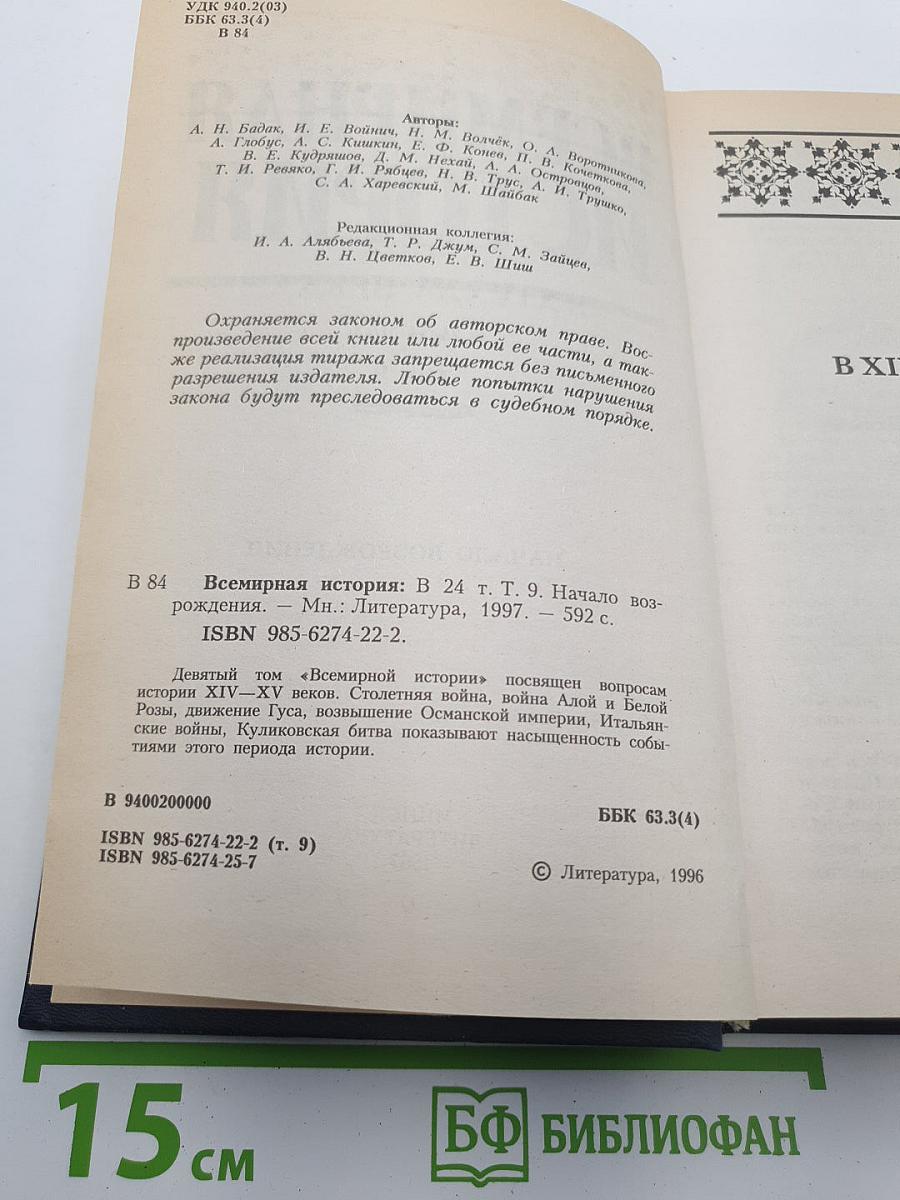 УДК 940.2(03)
ББК 63.3(4)
В 84
Авторы:
А. Н. Бадак, И. Е. Войнич, Н. М. Волчёк, О. А. Воротникова,
А. Глобус, А. С. Кишкин, Е. Ф. Конев, П. В. Кочеткова,
В. Е. Кудряшов, Д. М. Нехай, А. А. Островцов,
Т. И. Ревяко, Г. И. Рябцев, Н. В. Трус, А. И. Трушко,
С. А. Харевский, М. Шайбак
Редакционная коллегия:
И. А. Алябьева, Т. Р. Джум, С. М. Зайцев,
В. Н. Цветков, Е. В. Шиш
Охраняется законом об авторском праве. Вос-
произведение всей книги или любой ее части, а так-
же реализация тиража запрещается без письменного
разрешения издателя. Любые попытки нарушения
закона будут преследоваться в судебном порядке.
В 84 Всемирная история: В 24 т. Т. 9. Начало воз-
рождения. — Мн.: Литература, 1997. — 592 с.
ISBN 985-6274-22-2.
Девятый том «Всемирной истории» посвящен вопросам
истории XIV—XV веков. Столетняя война, война Алой и Белой
Розы, движение Гуса, возвышение Османской империи, Итальян-
ские войны, Куликовская битва показывают насыщенность собы-
тиями этого периода истории.
В 9400200000
ББК 63.3(4)
ISBN 985-6274-22-2 (т. 9)
ISBN 985-6274-25-7
© Литература, 1996
В XI
15 см
БФ БИБЛИОФАН